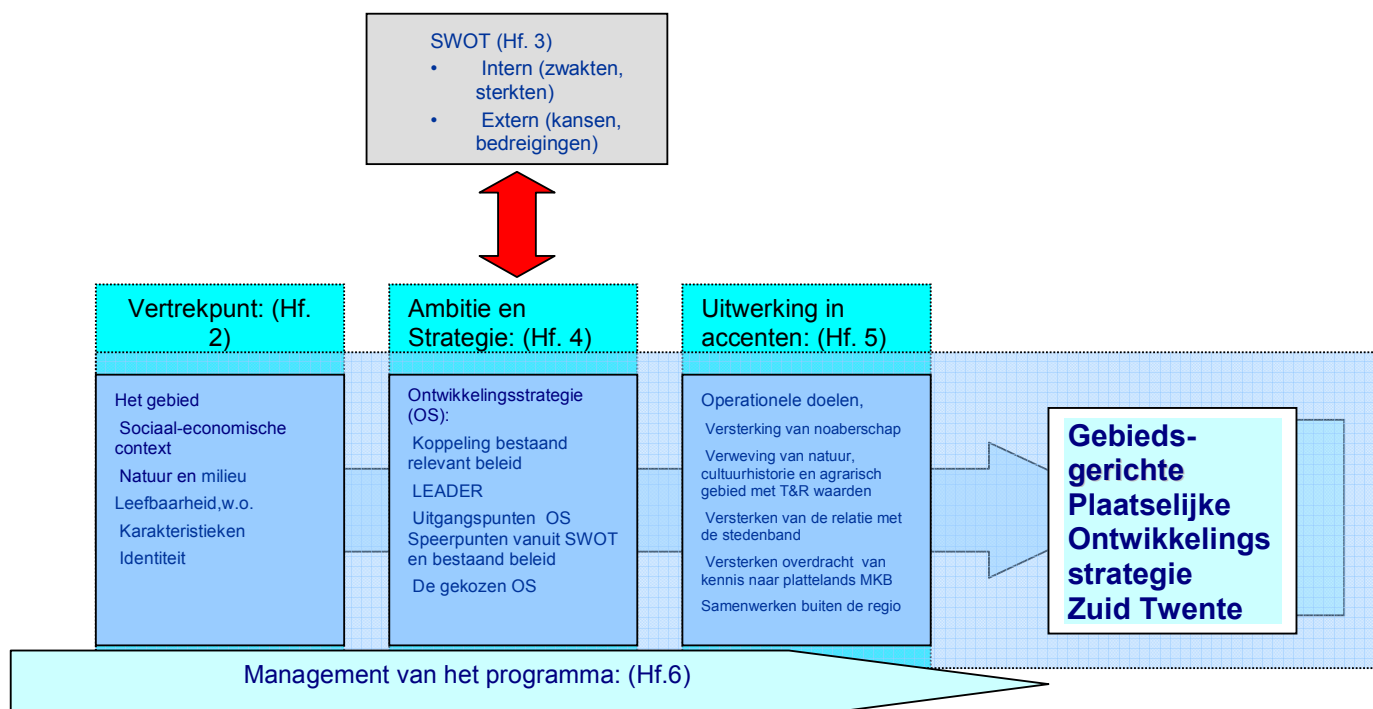 SWOT (Hf. 3)
• Intern (zwakten,
sterkten)
• Extern (kansen,
bedreigingen)
Vertrekpunt: (Hf.
2)
Het gebied
Sociaal-economische
context
Natuur en milieu
Leefbaarheid,w.o.
Karakteristieken
Identiteit
Ambitie en
Strategie: (Hf. 4)
Ontwikkelingsstrategie
(OS):
Koppeling bestaand
relevant beleid
LEADER
Uitgangspunten OS
Speerpunten vanuit SWOT
en bestaand beleid
De gekozen OS
Uitwerking in
accenten: (Hf. 5)
Operationele doelen,
Versterking van noaberschap
Verweving van natuur,
cultuurhistorie en agrarisch
gebied met T&R waarden
Versterken van de relatie met
de stedenband
Versterken overdracht van
kennis naar plattelands MKB
Samenwerken buiten de regio
Gebieds-
gerichte
Plaatselijke
Ontwikkelings
strategie
Zuid Twente
Management van het programma: (Hf.6)